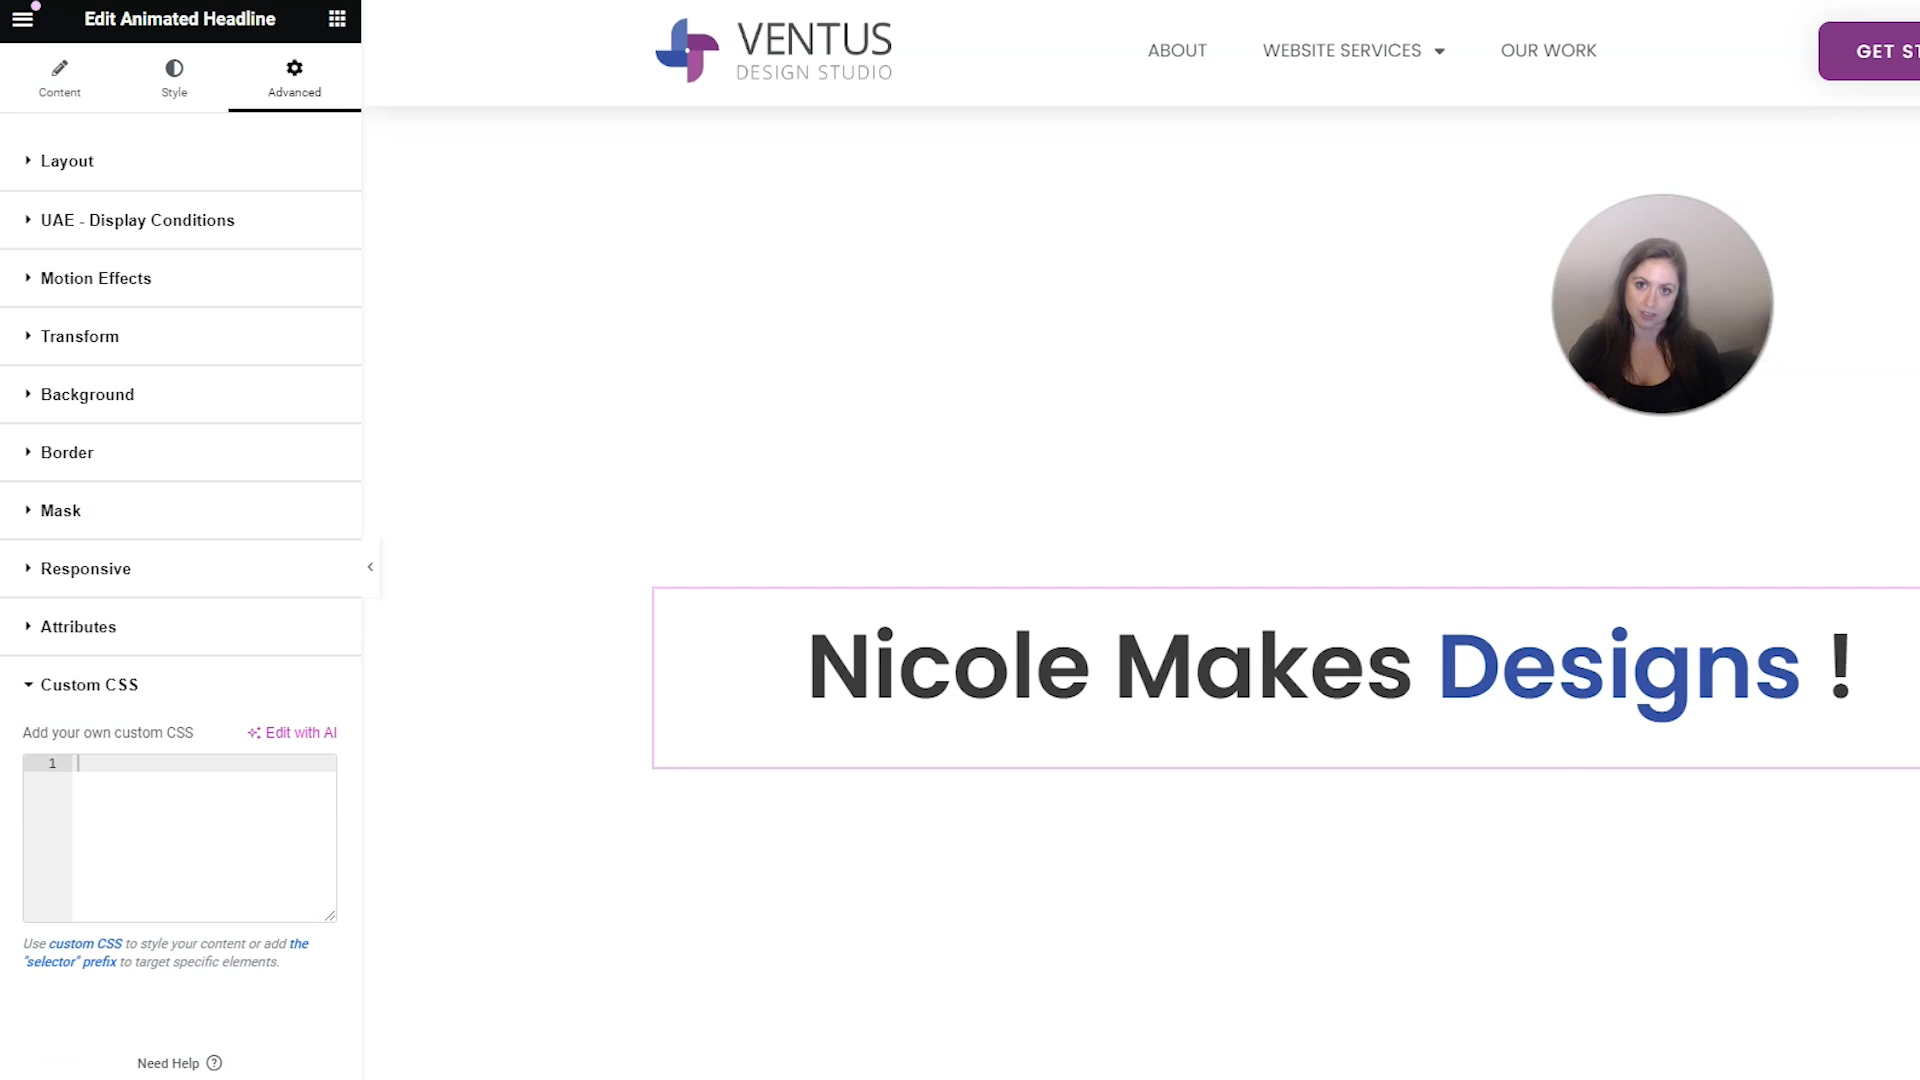 Edit Animated Headline
Content
Style
Advanced
Layout
UAE - Display Conditions
Motion Effects
Transform
Background
Border
Mask
Responsive
Attributes
Custom CSS
Add your own custom CSS
Edit with AI
1
Use custom CSS to style your content or add the
"selector" prefix to target specific elements.
Need Help
VENTUS
DESIGN STUDIO
ABOUT
WEBSITE SERVICES
OUR WORK
GET ST
Nicole Makes Designs !